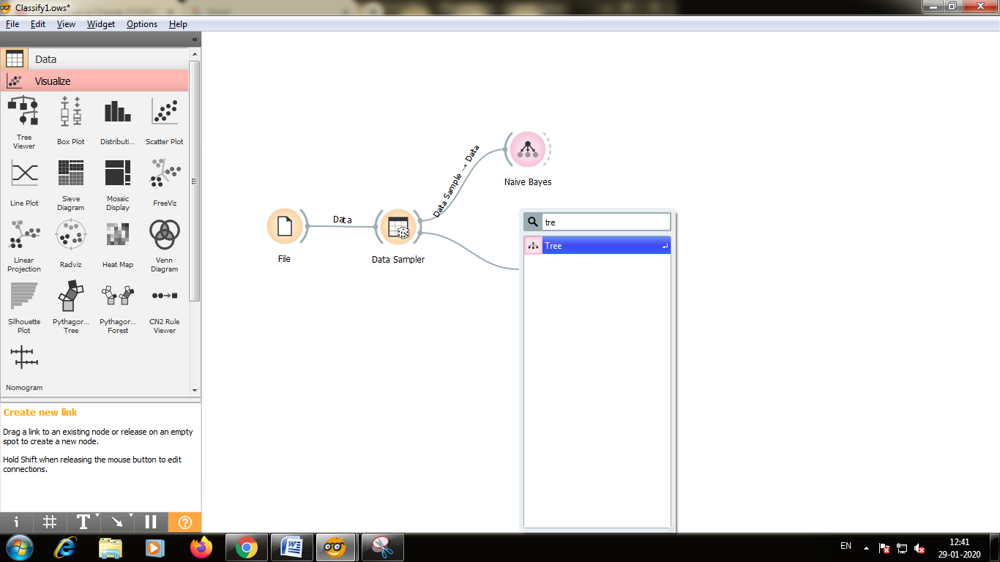 Classify1.ows*
File Edit View Widget Options Help
«
Data
Visualize
Tree
Viewer
Box Plot
Distributi...
Scatter Plot
Line Plot
Sieve
Diagram
Mosaic
Display
FreeViz
Linear
Projection
Radviz
Heat Map
Venn
Diagram
Silhouette
Plot
Pythagor...
Tree
Pythagor...
Forest
CN2 Rule
Viewer
Nomogram
Create new link
Drag a link to an existing node or release on an empty
spot to create a new node.
Hold Shift when releasing the mouse button to edit
connections.
File
Data
Data Sampler
Data Sample → Data
Naive Bayes
tre
Tree
EN
12:41
29-01-2020